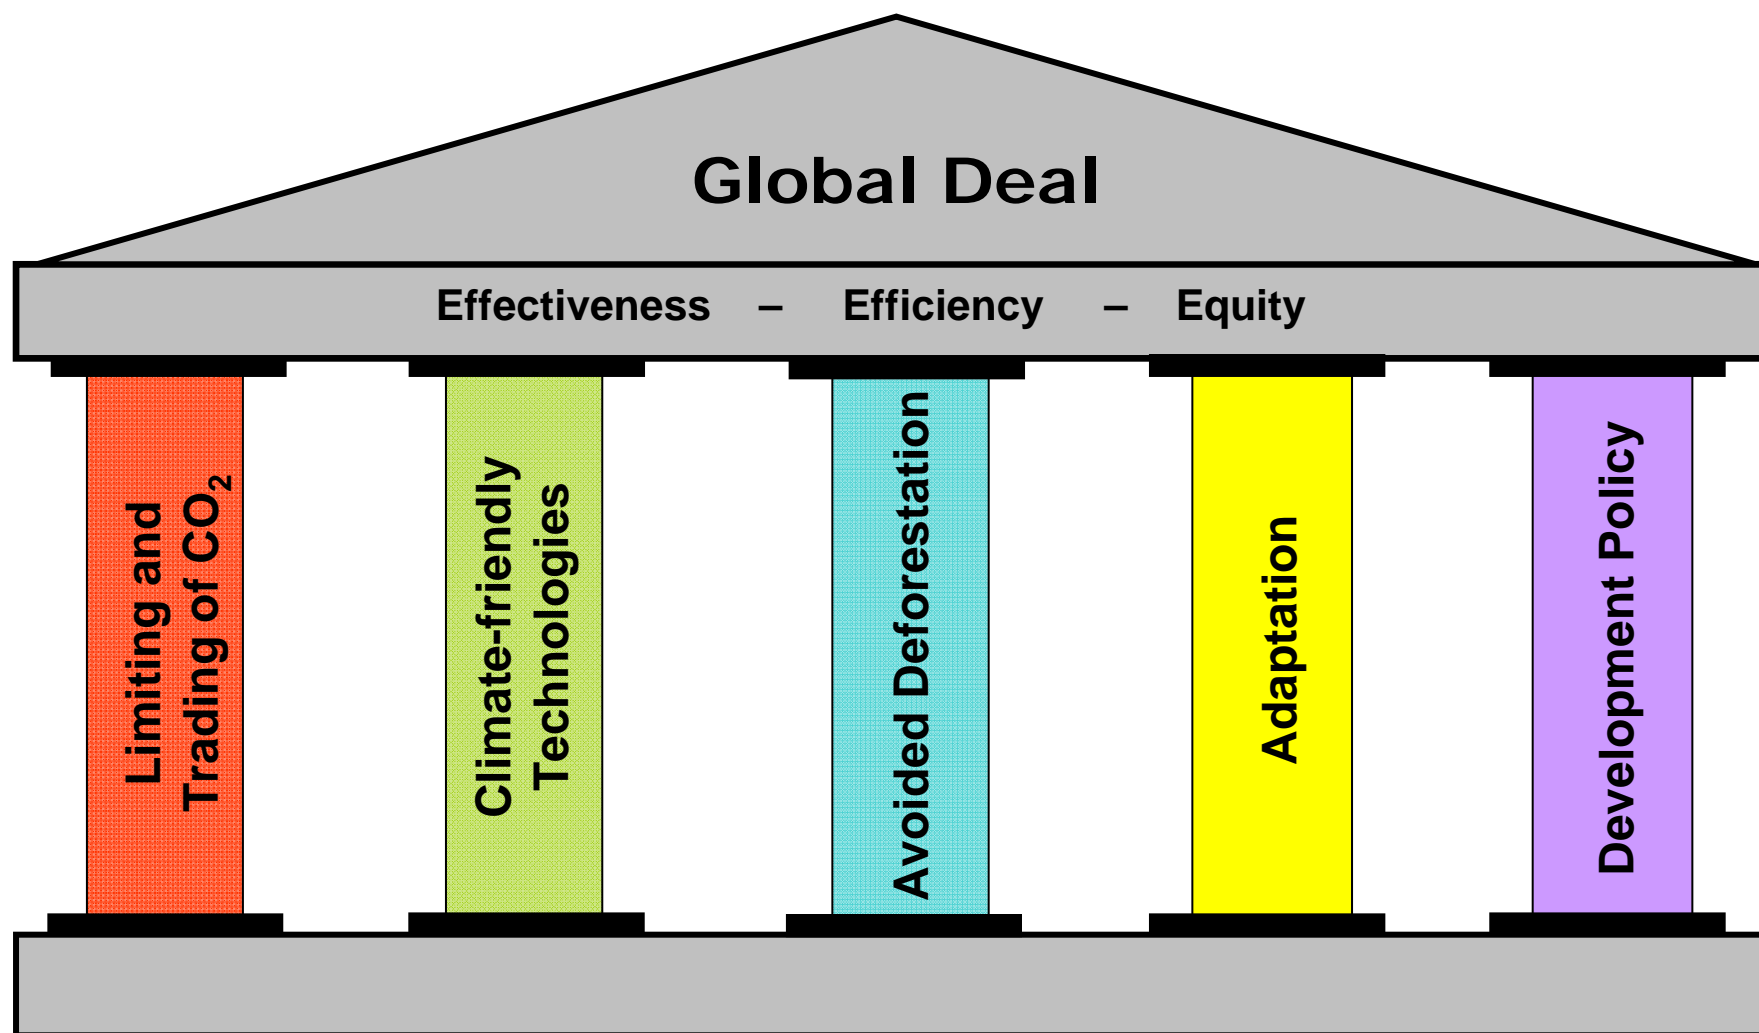 Global Deal
Effectiveness – Efficiency – Equity
Limiting and
Trading of CO₂
Climate-friendly
Technologies
Avoided Deforestation
Adaptation
Development Policy